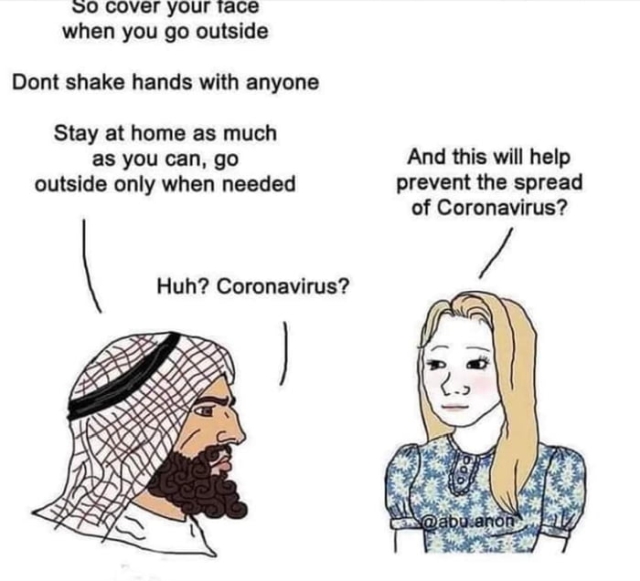 So cover your face
when you go outside
Dont shake hands with anyone
Stay at home as much
as you can, go
outside only when needed
And this will help
prevent the spread
of Coronavirus?
Huh? Coronavirus?
@abu.anon